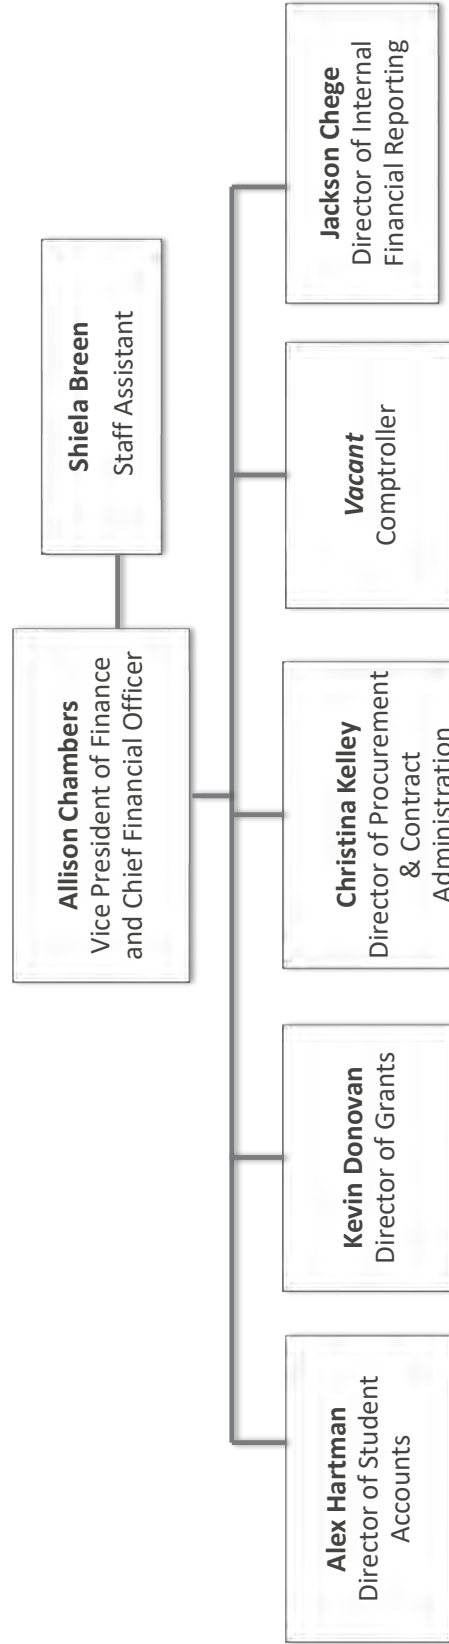 Allison Chambers
Vice President of Finance
and Chief Financial Officer
Shiela Breen
Staff Assistant
Alex Hartman
Director of Student
Accounts
Kevin Donovan
Director of Grants
Christina Kelley
Director of Procurement
& Contract
Administration
Vacant
Comptroller
Jackson Chege
Director of Internal
Financial Reporting